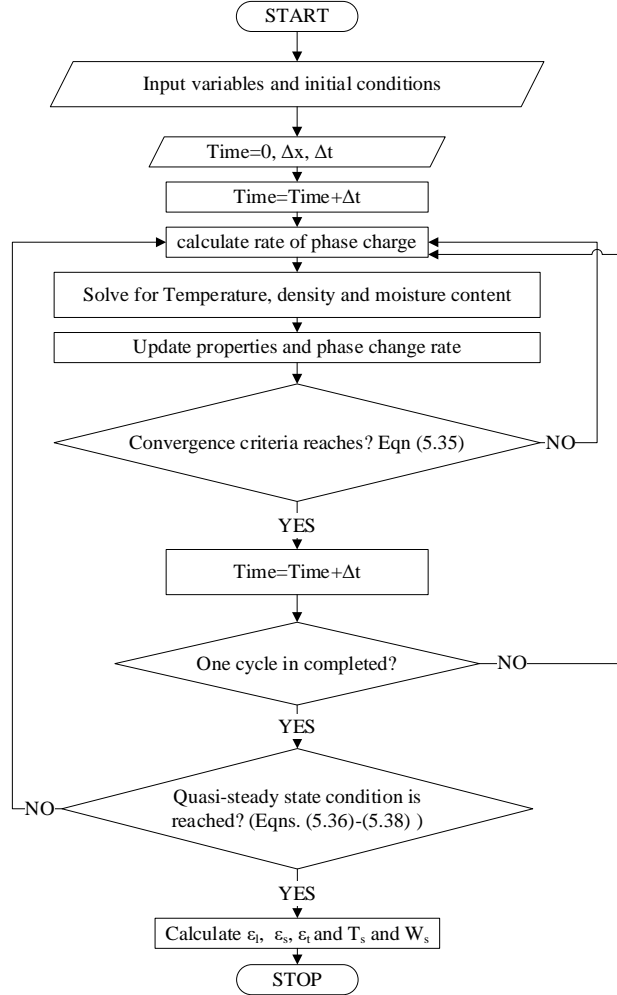 START
Input variables and initial conditions
Time=0, Δx, Δt
Time=Time+Δt
calculate rate of phase charge
Solve for Temperature, density and moisture content
Update properties and phase change rate
Convergence criteria reaches? Eqn (5.35)
NO
YES
Time=Time+Δt
One cycle in completed?
NO
YES
Quasi-steady state condition is
reached? (Eqns. (5.36)-(5.38) )
NO
YES
Calculate εl, εs, εt and Ts and Ws
STOP